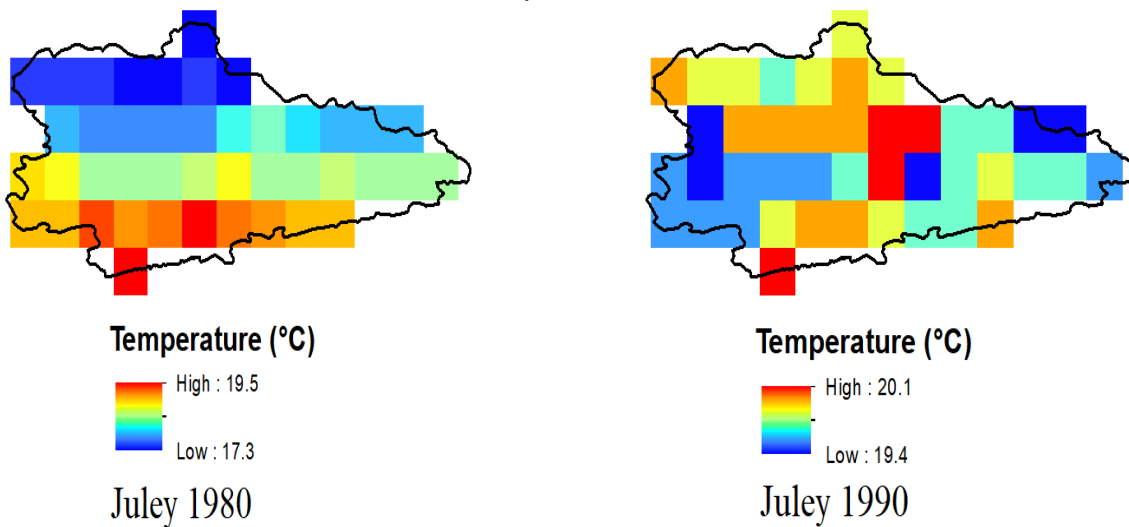 Temperature (°C)
High : 19.5
Low : 17.3
Juley 1980
Temperature (°C)
High : 20.1
Low : 19.4
Juley 1990